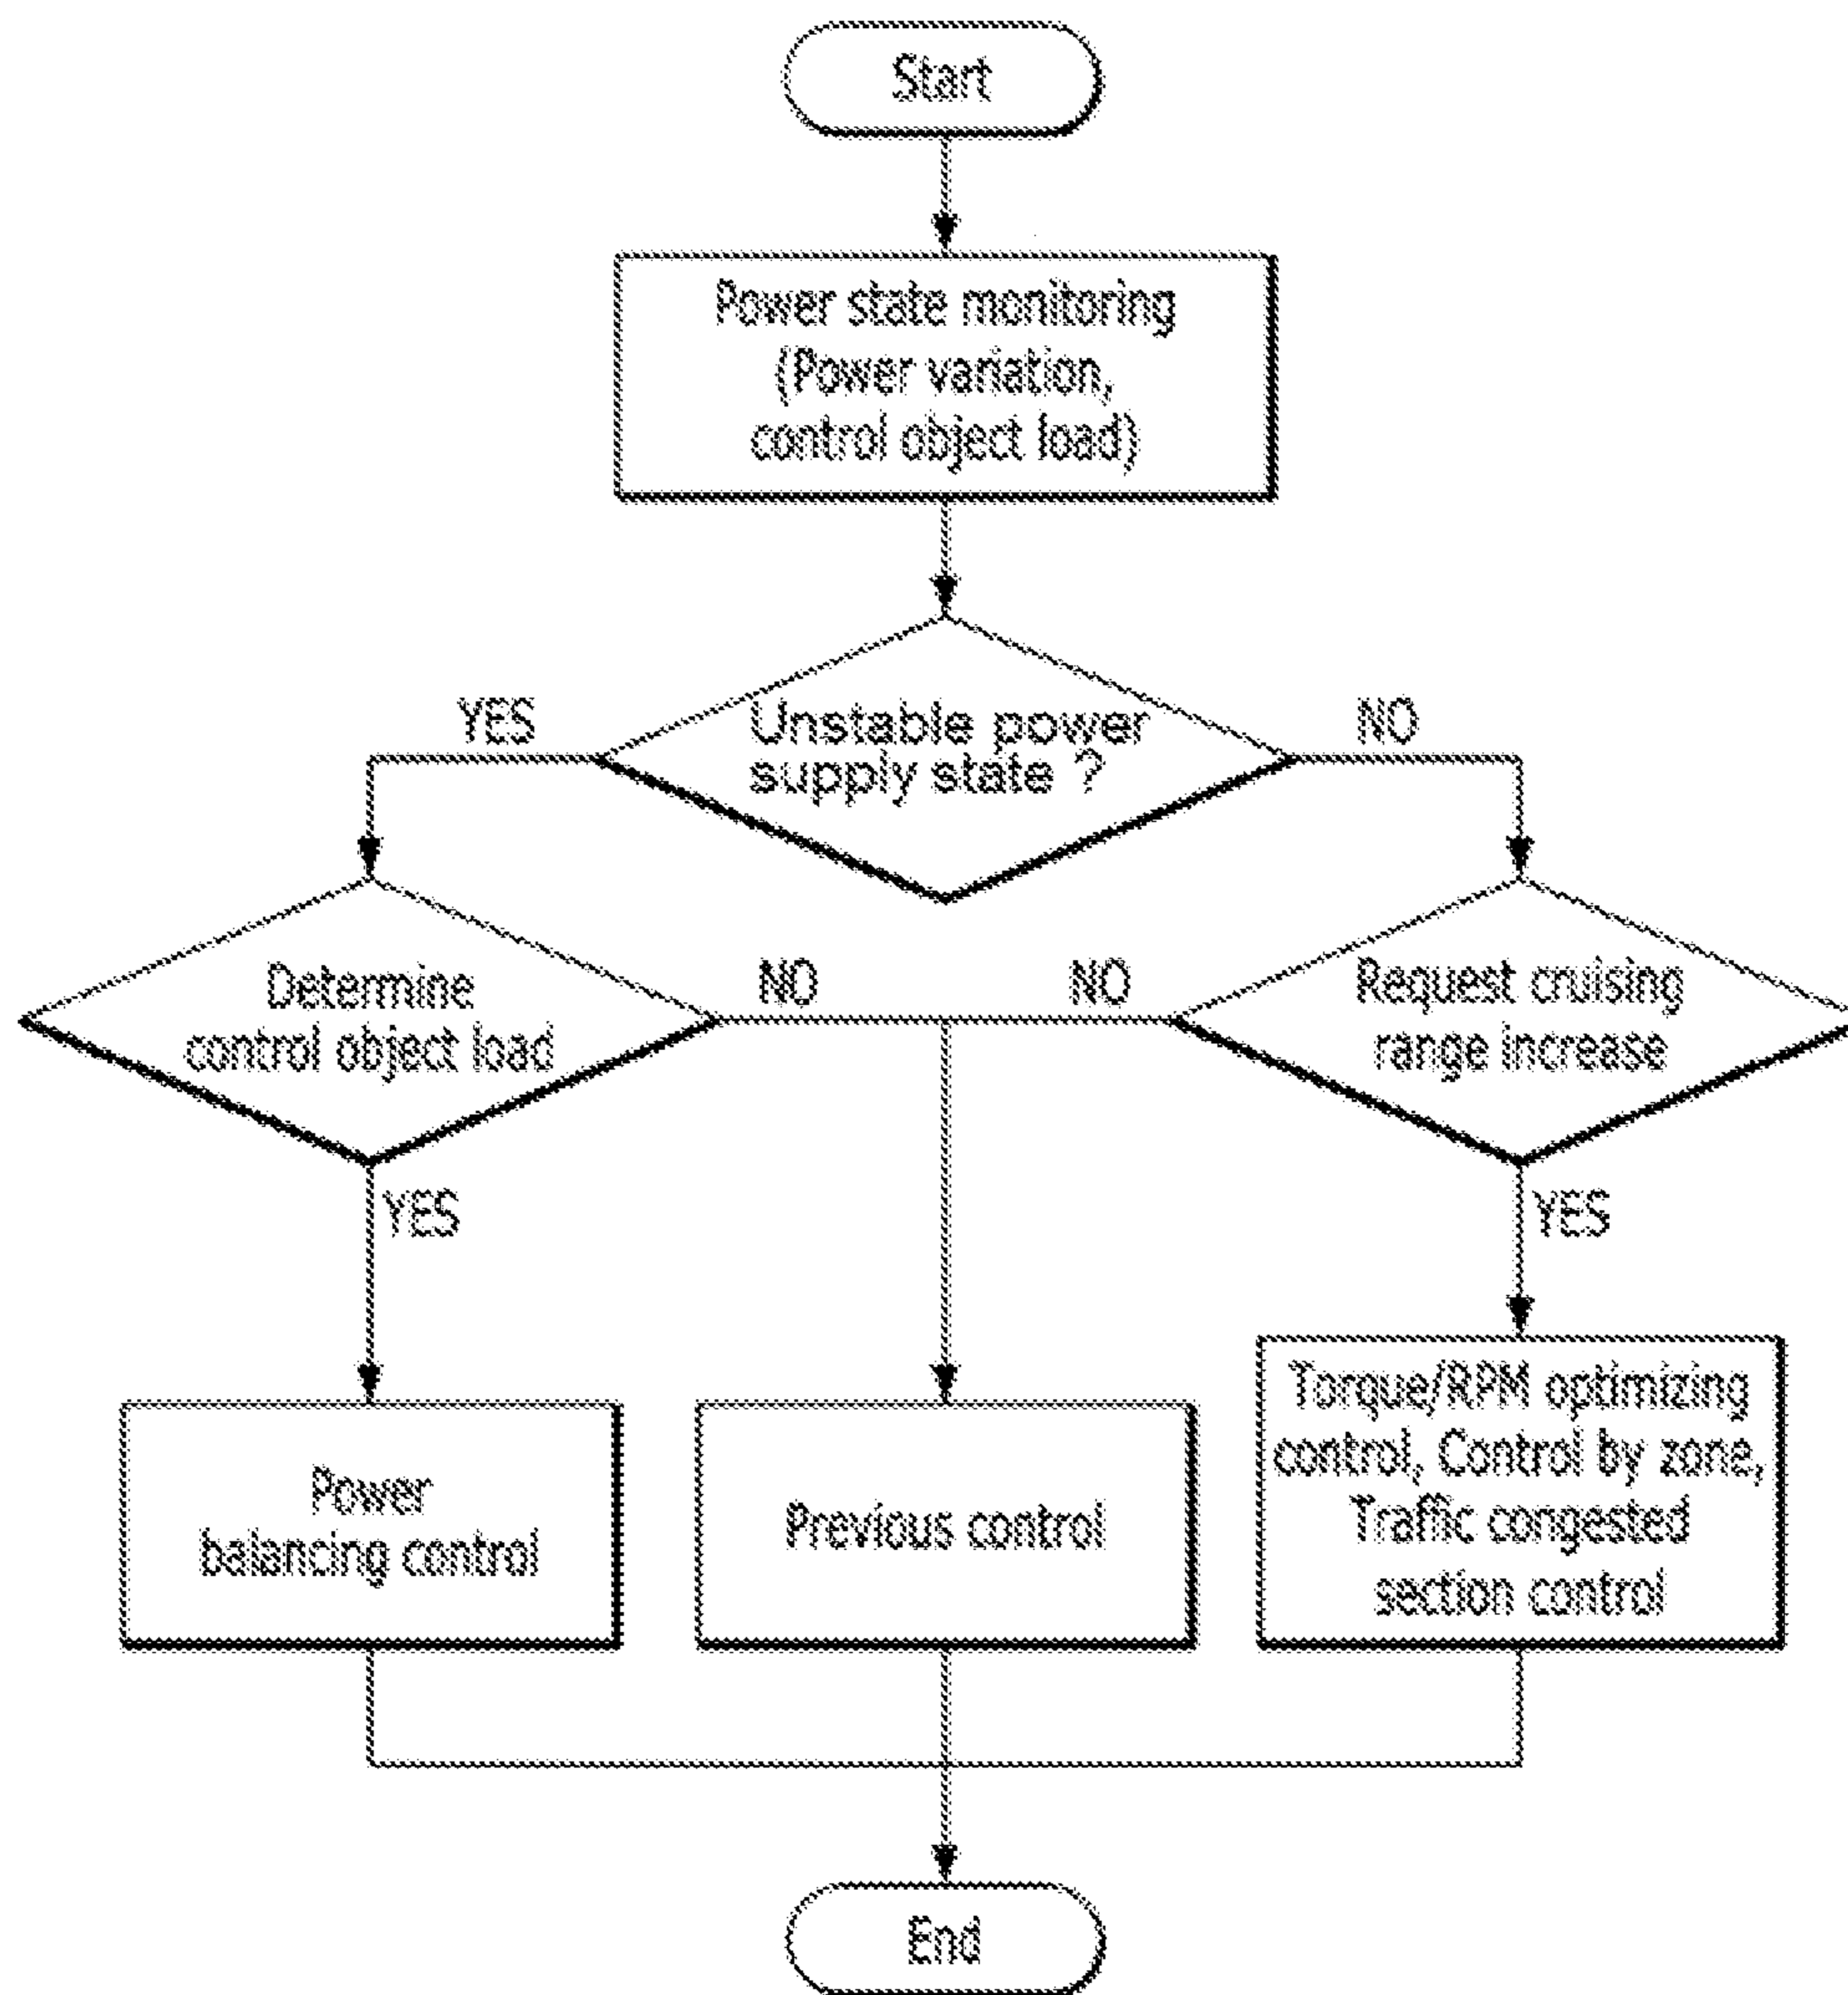 Start
Power state monitoring
(Power variation,
control object load)
YES
NO
Unstable power
supply state ?
Determine
control object load
NO
NO
Request cruising
range increase
YES
YES
Power
balancing control
Previous control
Torque/RPM optimizing
control, Control by zone,
Traffic congested
section control
End